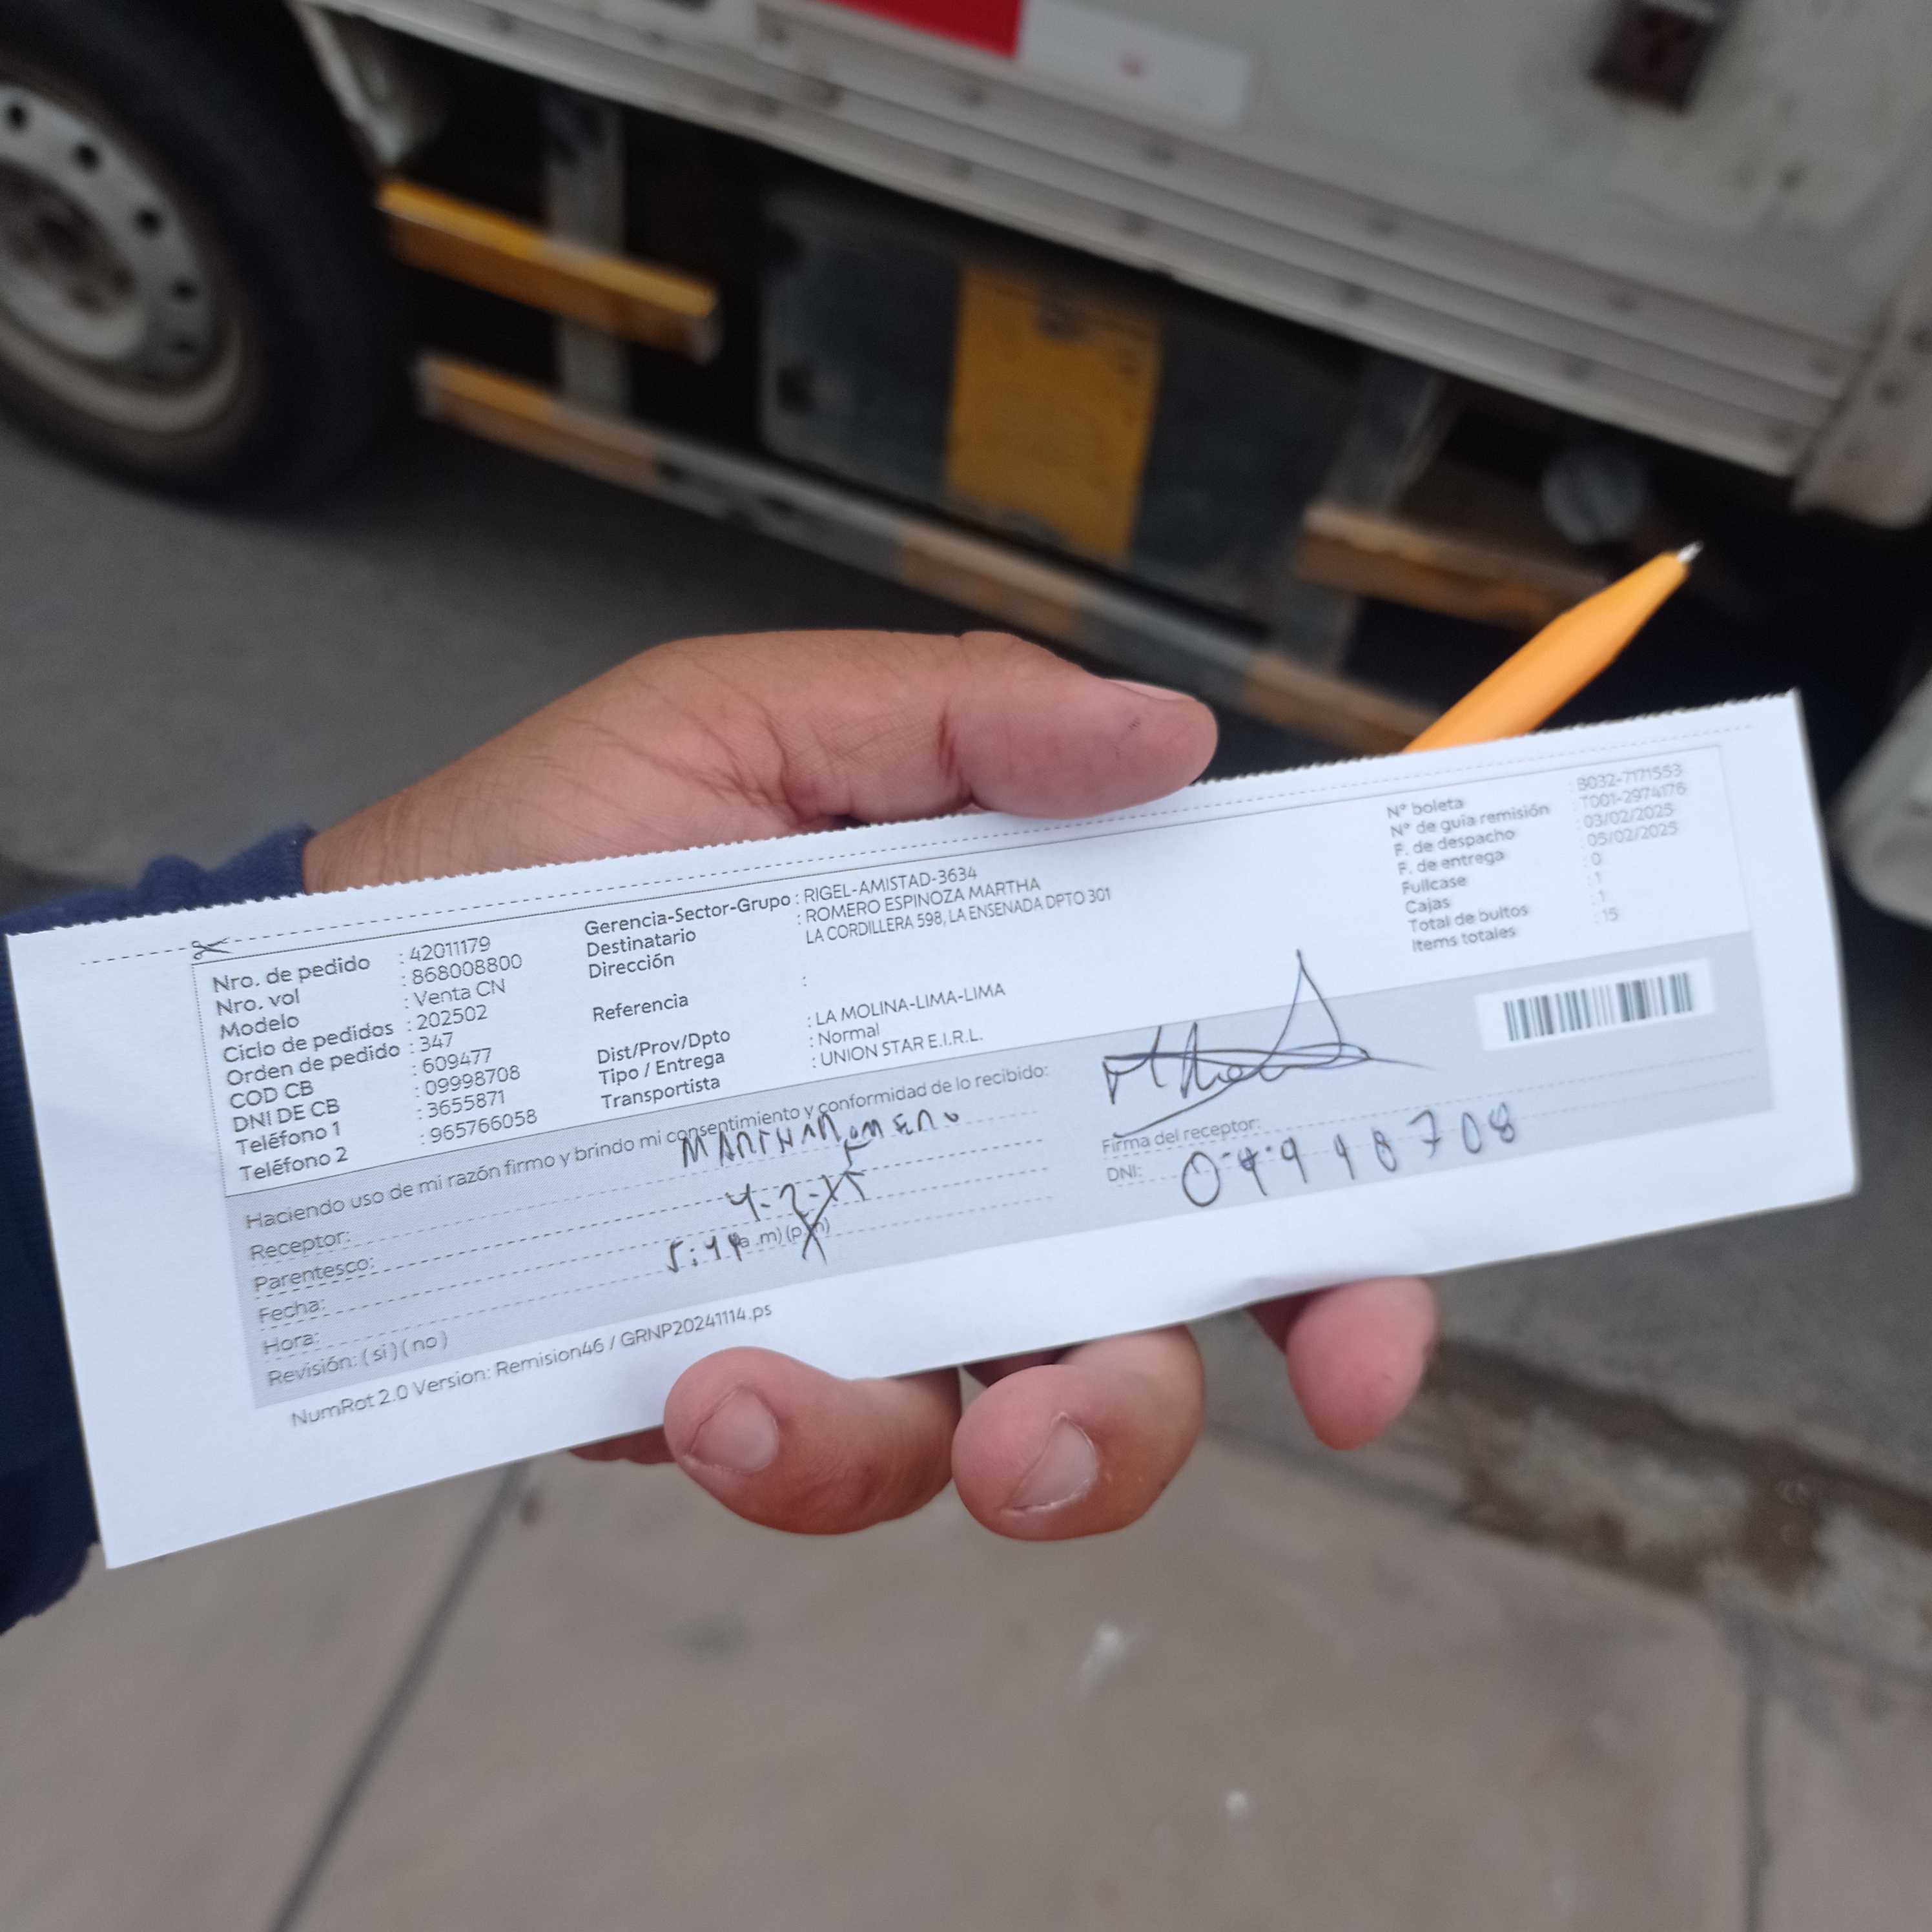 Nro. de pedido : 42011179
Nro. vol : 868008800
Modelo : Venta CN
Ciclo de pedidos : 202502
Orden de pedido : 347
COD CB : 609477
DNI DE CB : 09998708
Teléfono 1 : 3655871
Teléfono 2 : 965766058
Gerencia-Sector-Grupo : RIGEL-AMISTAD-3634
Destinatario : ROMERO ESPINOZA MARTHA
Dirección LA CORDILLERA 598, LA ENSENADA DPTO 301
Referencia :
Dist/Prov/Dpto : LA MOLINA-LIMA-LIMA
Tipo / Entrega : Normal
Transportista : UNION STAR E.I.R.L.
N° boleta : B032-7171553
N° de guía remisión : T001-2974176
F. de despacho : 03/02/2025
F. de entrega : 05/02/2025
Fullcase : 0
Cajas : 1
Total de bultos : 1
Items totales : 15
Haciendo uso de mi razón firmo y brindo mi consentimiento y conformidad de lo recibido:
Receptor: MARTHA ROMERO
Parentesco:
Fecha: 4-2-25
Hora: (a.m) (p.m)
Revisión: ( si ) ( no )
Firma del receptor:
DNI: 09998708
NumRot 2.0 Version: Remision46 / GRNP20241114.ps